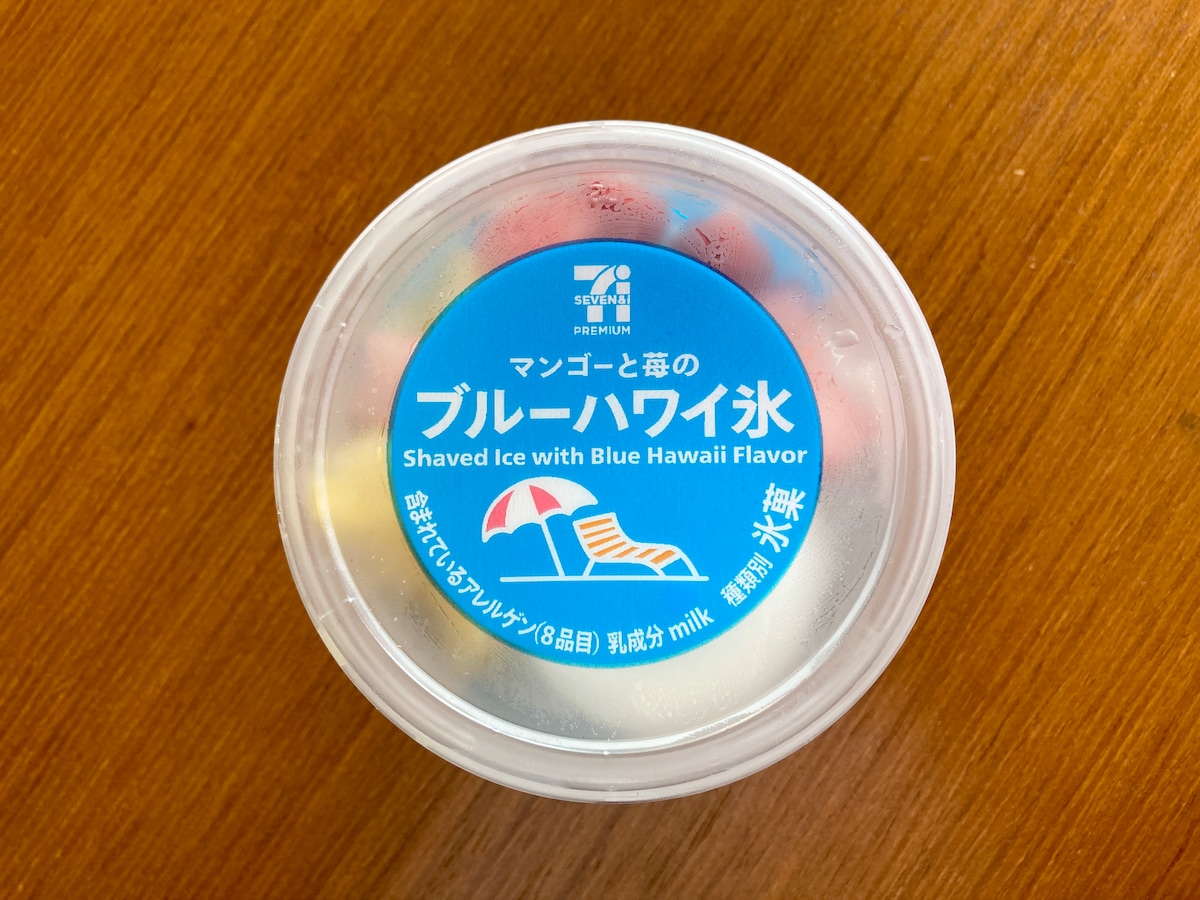 7i
SEVEN&i
PREMIUM
マンゴーと苺の
ブルーハワイ氷
Shaved Ice with Blue Hawaii Flavor
含まれているアレルゲン(8品目) 乳成分 milk
種類別 氷菓